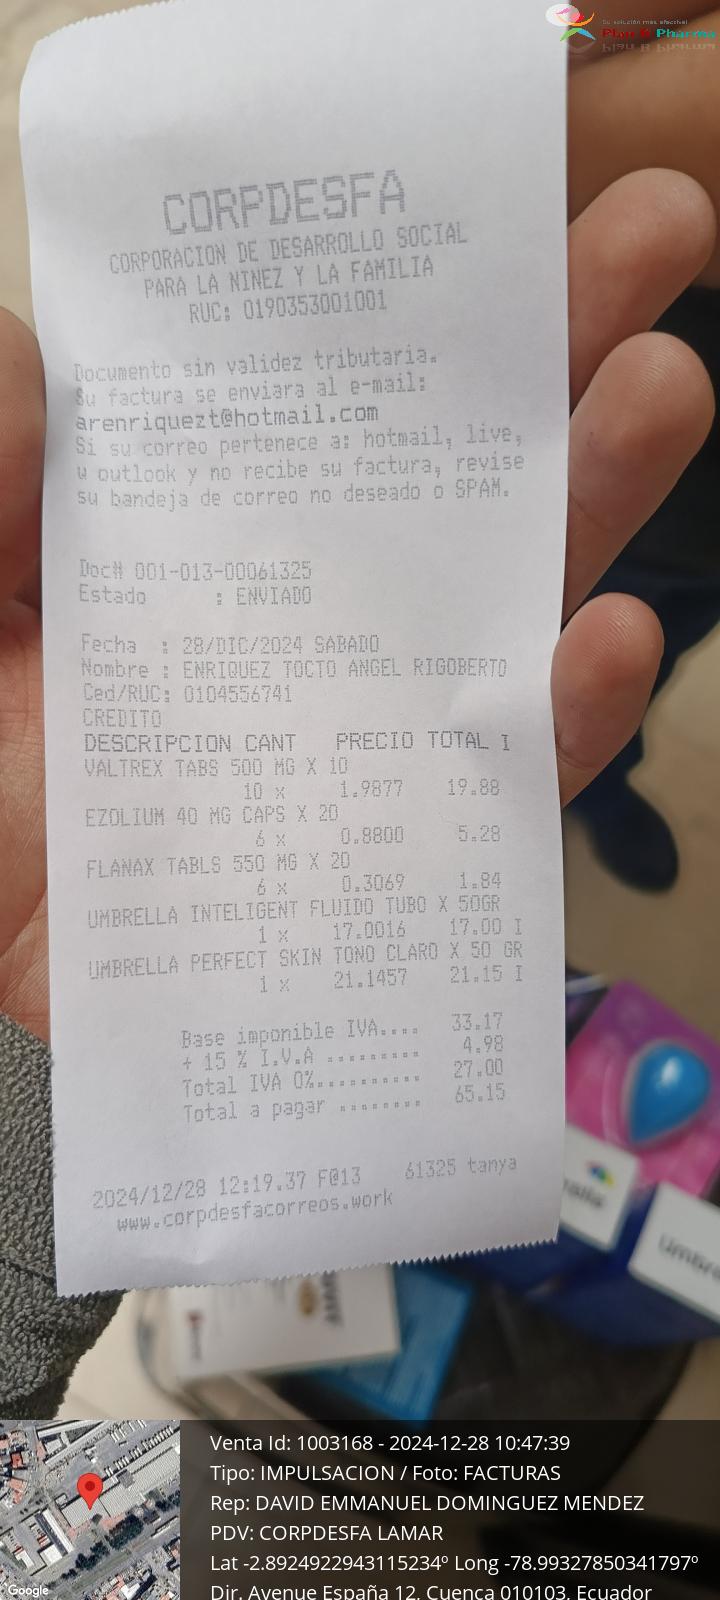 Su solución más efectiva!
Plan B Pharma
CORPDESFA
CORPORACION DE DESARROLLO SOCIAL
PARA LA NINEZ Y LA FAMILIA
RUC: 0190353001001
Documento sin validez tributaria.
Su factura se enviara al e-mail:
arenriquezt@hotmail.com
Si su correo pertenece a: hotmail, live,
u outlook y no recibe su factura, revise
su bandeja de correo no deseado o SPAM.
Doc# 001-013-00061325
Estado : ENVIADO
Fecha : 28/DIC/2024 SABADO
Nombre : ENRIQUEZ TOCTO ANGEL RIGOBERTO
Ced/RUC: 0104556741
CREDITO
DESCRIPCION CANT PRECIO TOTAL I
VALTREX TABS 500 MG X 10
10 x 1.9877 19.88
EZOLIUM 40 MG CAPS X 20
6 x 0.8800 5.28
FLANAX TABLS 550 MG X 20
6 x 0.3069 1.84
UMBRELLA INTELIGENT FLUIDO TUBO X 50GR
1 x 17.0016 17.00 I
UMBRELLA PERFECT SKIN TONO CLARO X 50 GR
1 x 21.1457 21.15 I
Base imponible IVA.... 33.17
+ 15 % I.V.A ......... 4.98
Total IVA 0%.......... 27.00
Total a pagar ........ 65.15
2024/12/28 12:19.37 F@13 61325 tanya
www.corpdesfacorreos.work
Venta Id: 1003168 - 2024-12-28 10:47:39
Tipo: IMPULSACION / Foto: FACTURAS
Rep: DAVID EMMANUEL DOMINGUEZ MENDEZ
PDV: CORPDESFA LAMAR
Lat -2.8924922943115234º Long -78.99327850341797º
Dir. Avenue España 12, Cuenca 010103, Ecuador
Google